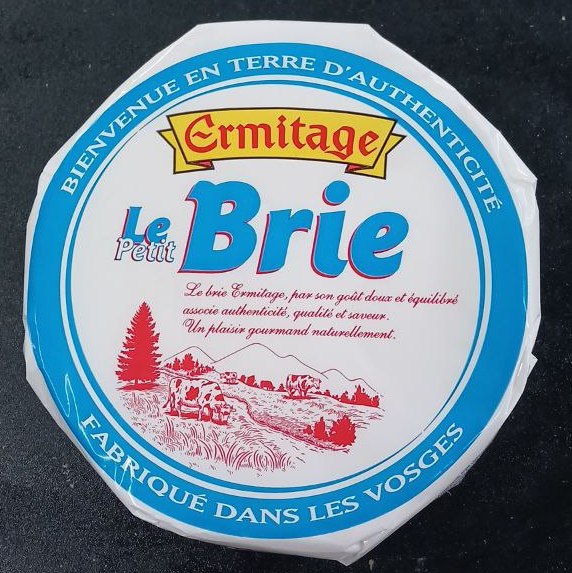 BIENVENUE EN TERRE D'AUTHENTICITÉ
Ermitage
Le Petit Brie
Le brie Ermitage, par son goût doux et équilibré
associe authenticité, qualité et saveur.
Un plaisir gourmand naturellement.
FABRIQUÉ DANS LES VOSGES